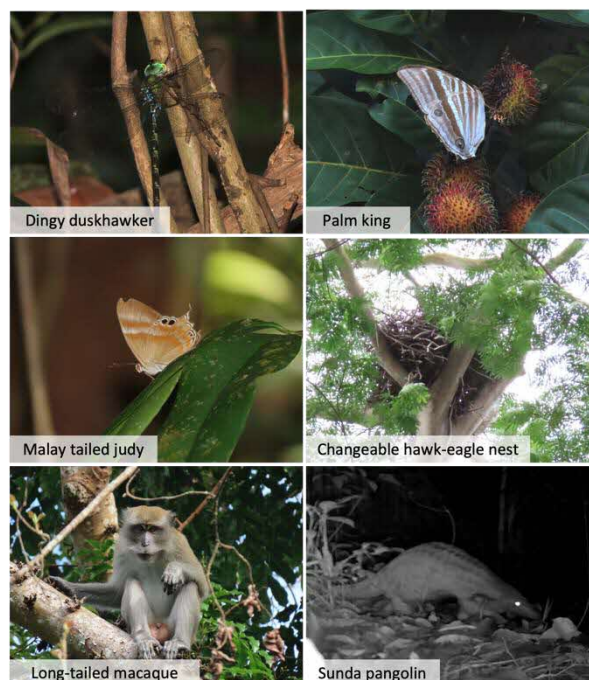 Dingy duskhawker
Palm king
Malay tailed judy
Changeable hawk-eagle nest
Long-tailed macaque
Sunda pangolin